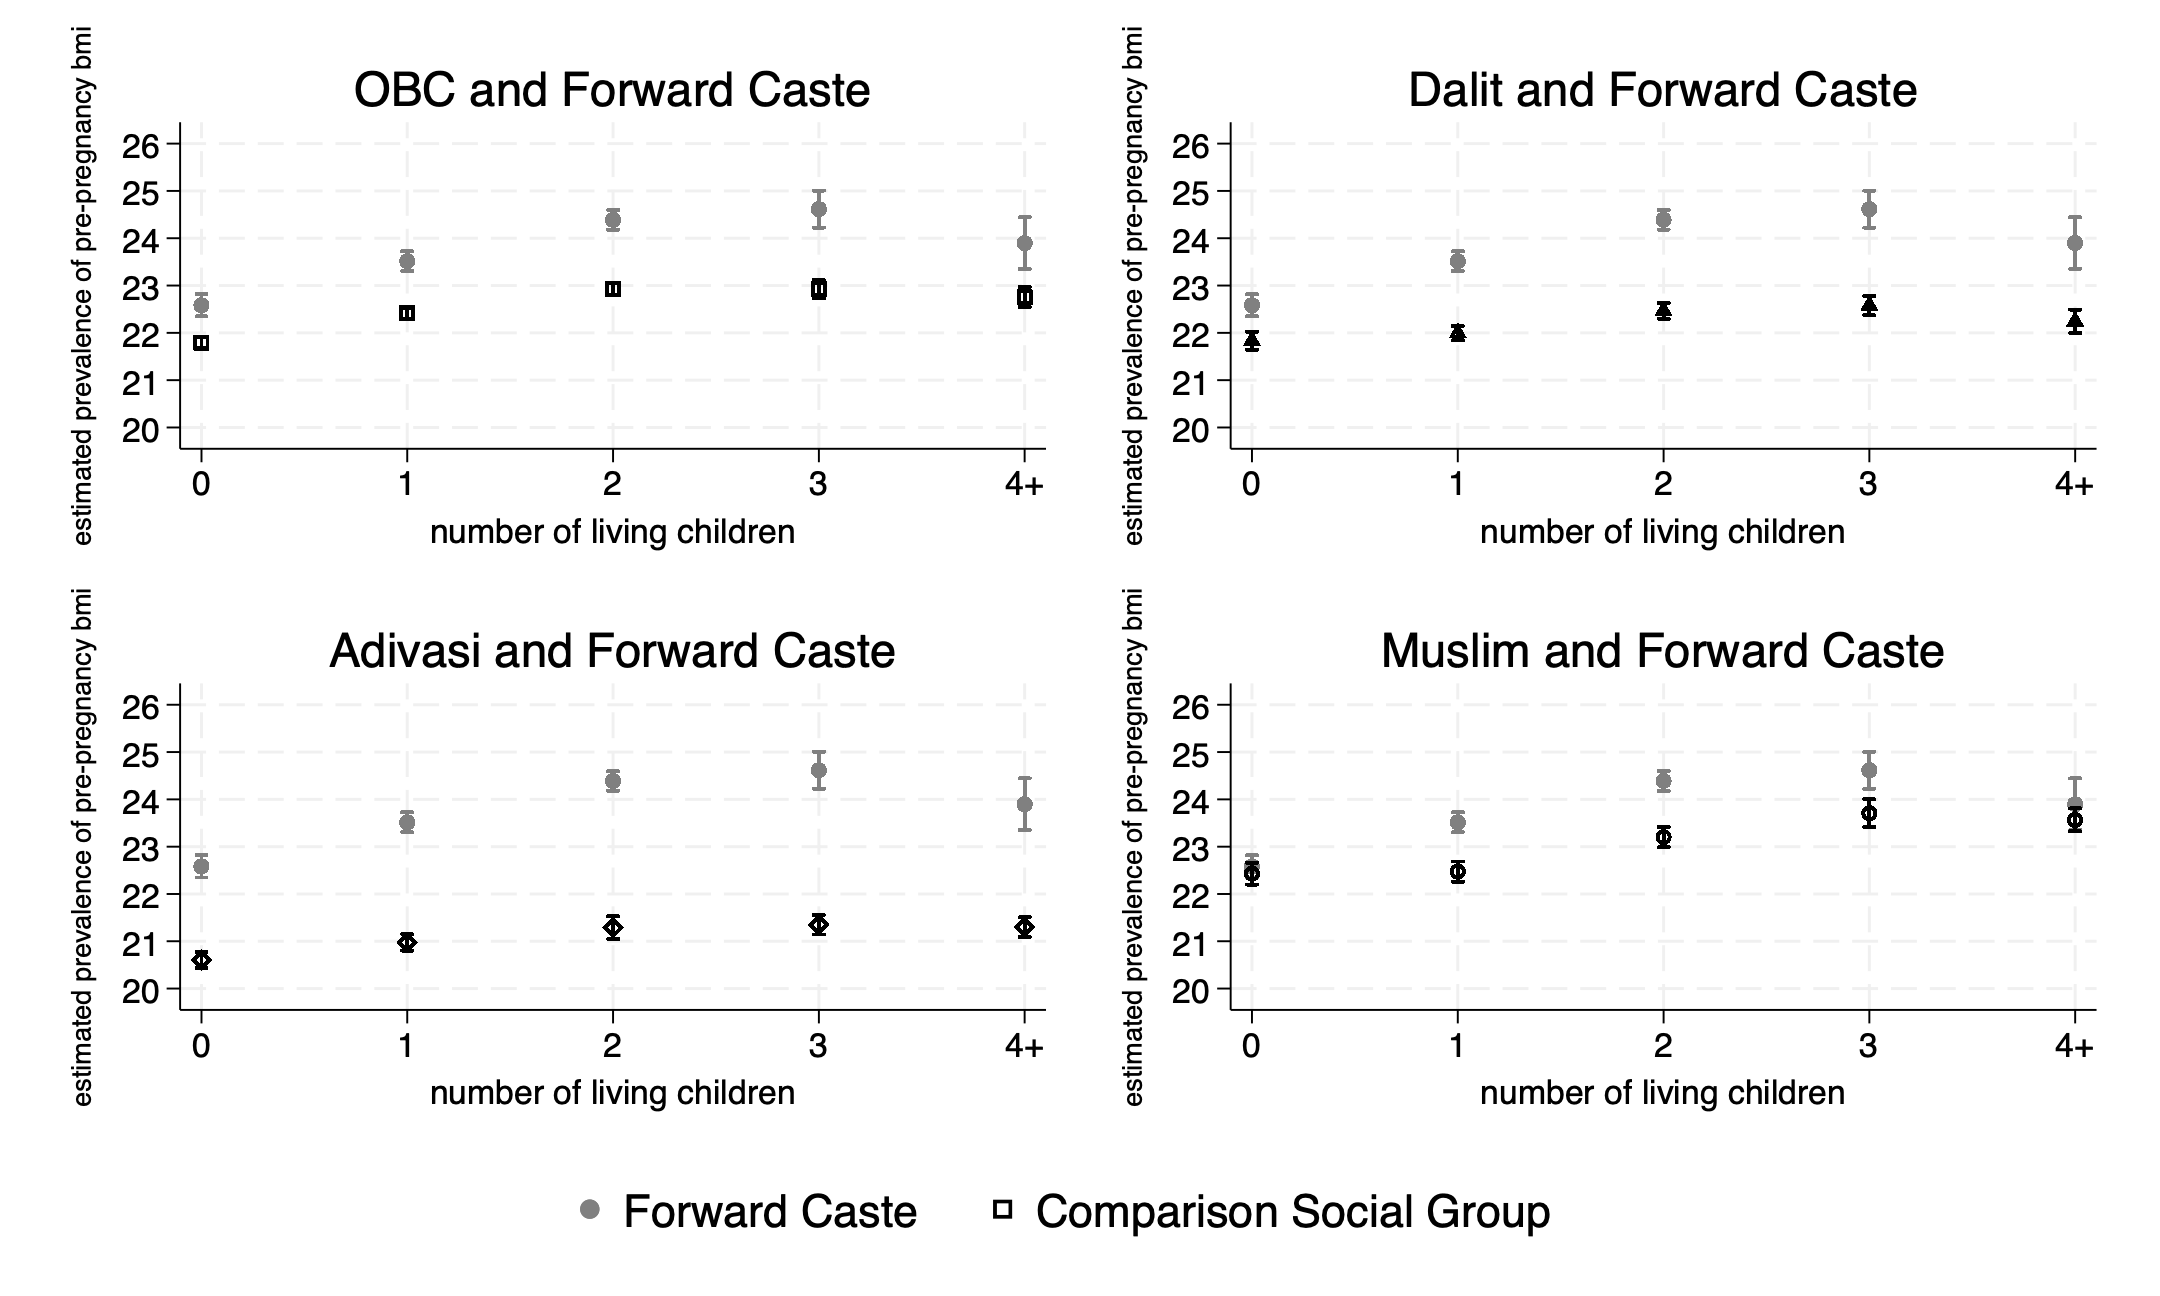 OBC and Forward Caste
estimated prevalence of pre-pregnancy bmi
26
25
24
23
22
21
20
0 1 2 3 4+
number of living children
Dalit and Forward Caste
estimated prevalence of pre-pregnancy bmi
26
25
24
23
22
21
20
0 1 2 3 4+
number of living children
Adivasi and Forward Caste
estimated prevalence of pre-pregnancy bmi
26
25
24
23
22
21
20
0 1 2 3 4+
number of living children
Muslim and Forward Caste
estimated prevalence of pre-pregnancy bmi
26
25
24
23
22
21
20
0 1 2 3 4+
number of living children
Forward Caste Comparison Social Group